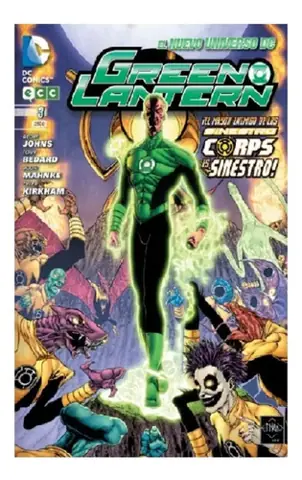 EL NUEVO UNIVERSO DC
DC COMICS
GREEN LANTERN
ecc
3
JOHNS
BEDARD
MAHNKE
KIRKHAM
¡EL MAYOR ENEMIGO DE LOS
SINESTRO
CORPS
ES
SINESTRO!